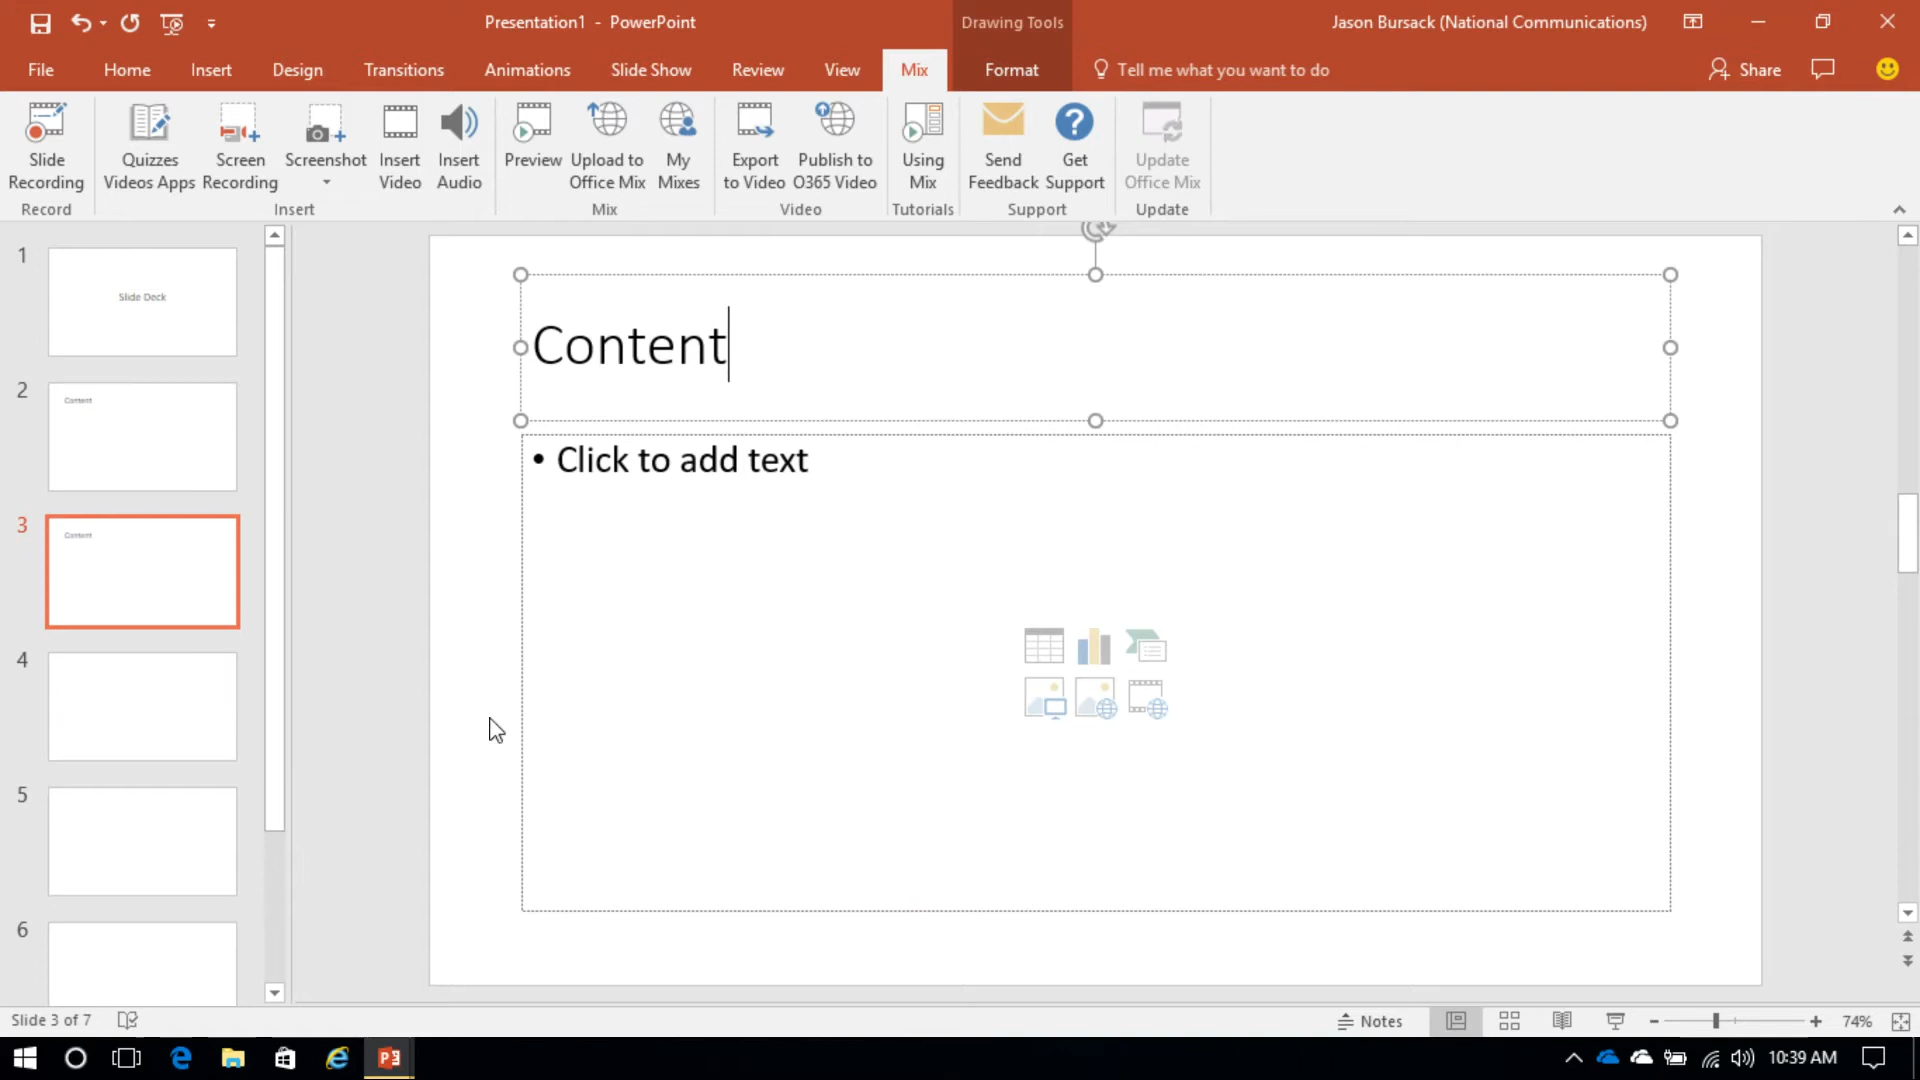 Presentation1 - PowerPoint
Drawing Tools
Jason Bursack (National Communications)
File
Home
Insert
Design
Transitions
Animations
Slide Show
Review
View
Mix
Format
Tell me what you want to do
Share
Slide
Recording
Quizzes
Videos Apps
Screen
Recording
Screenshot
Insert
Video
Insert
Audio
Preview
Upload to
Office Mix
My
Mixes
Export
to Video
Publish to
O365 Video
Using
Mix
Send
Feedback
Get
Support
Update
Office Mix
Record
Insert
Mix
Video
Tutorials
Support
Update
1
Slide Deck
2
Content
3
Content
4
5
6
Content
• Click to add text
Slide 3 of 7
Notes
74%
10:39 AM